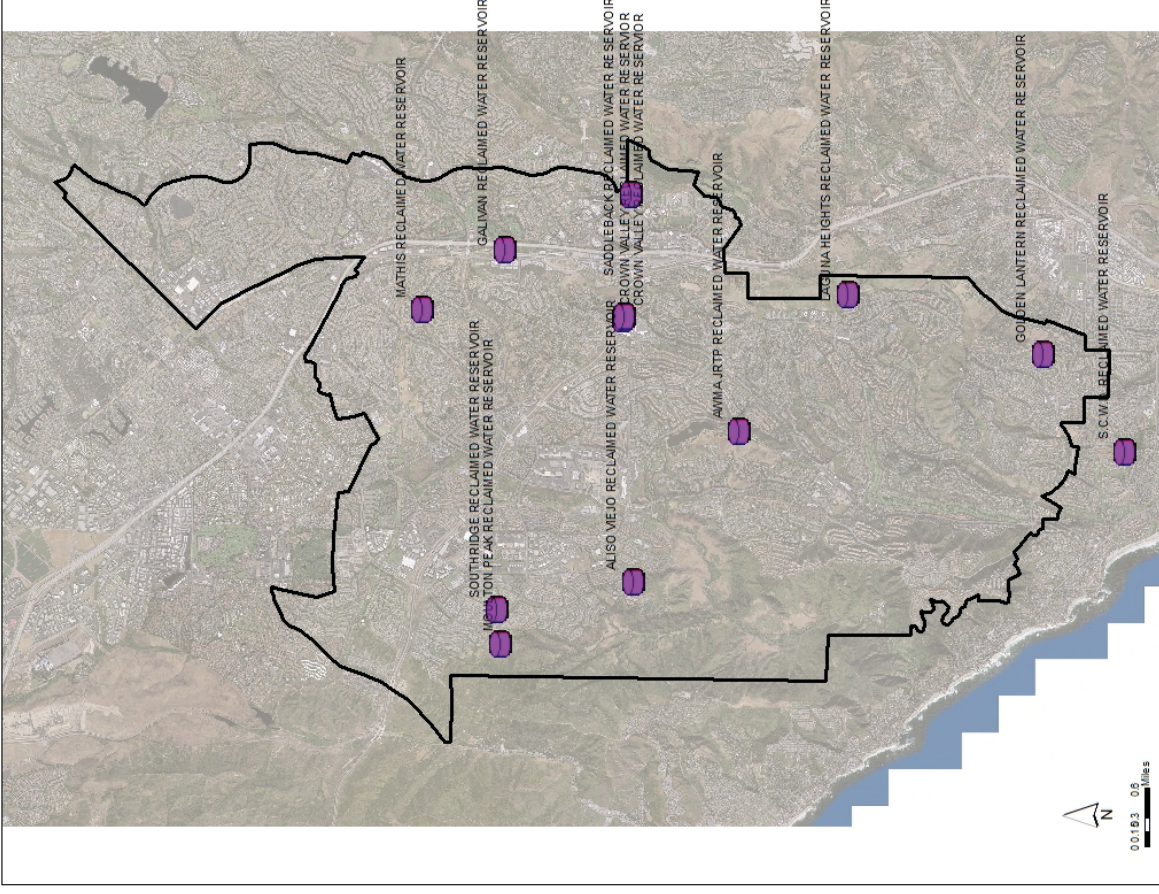 MATHIS RECLAIMED WATER RESERVOIR
GALIVAN RECLAIMED WATER RESERVOIR
SADDLEBACK RECLAIMED WATER RESERVOIR
CROWN VALLEY RECLAIMED WATER RESERVIOR
CROWN VALLEY RECLAIMED WATER RESERVIOR
LAGUNA HEIGHTS RECLAIMED WATER RESERVOIR
GOLDEN LANTERN RECLAIMED WATER RESERVOIR
AWMA JRTP RECLAIMED WATER RESERVOIR
S.C.W.D RECLAIMED WATER RESERVOIR
SOUTHRIDGE RECLAIMED WATER RESERVOIR
MOULTON PEAK RECLAIMED WATER RESERVOIR
ALISO VIEJO RECLAIMED WATER RESERVOIR
N
0 0.15 0.3 0.6
Miles